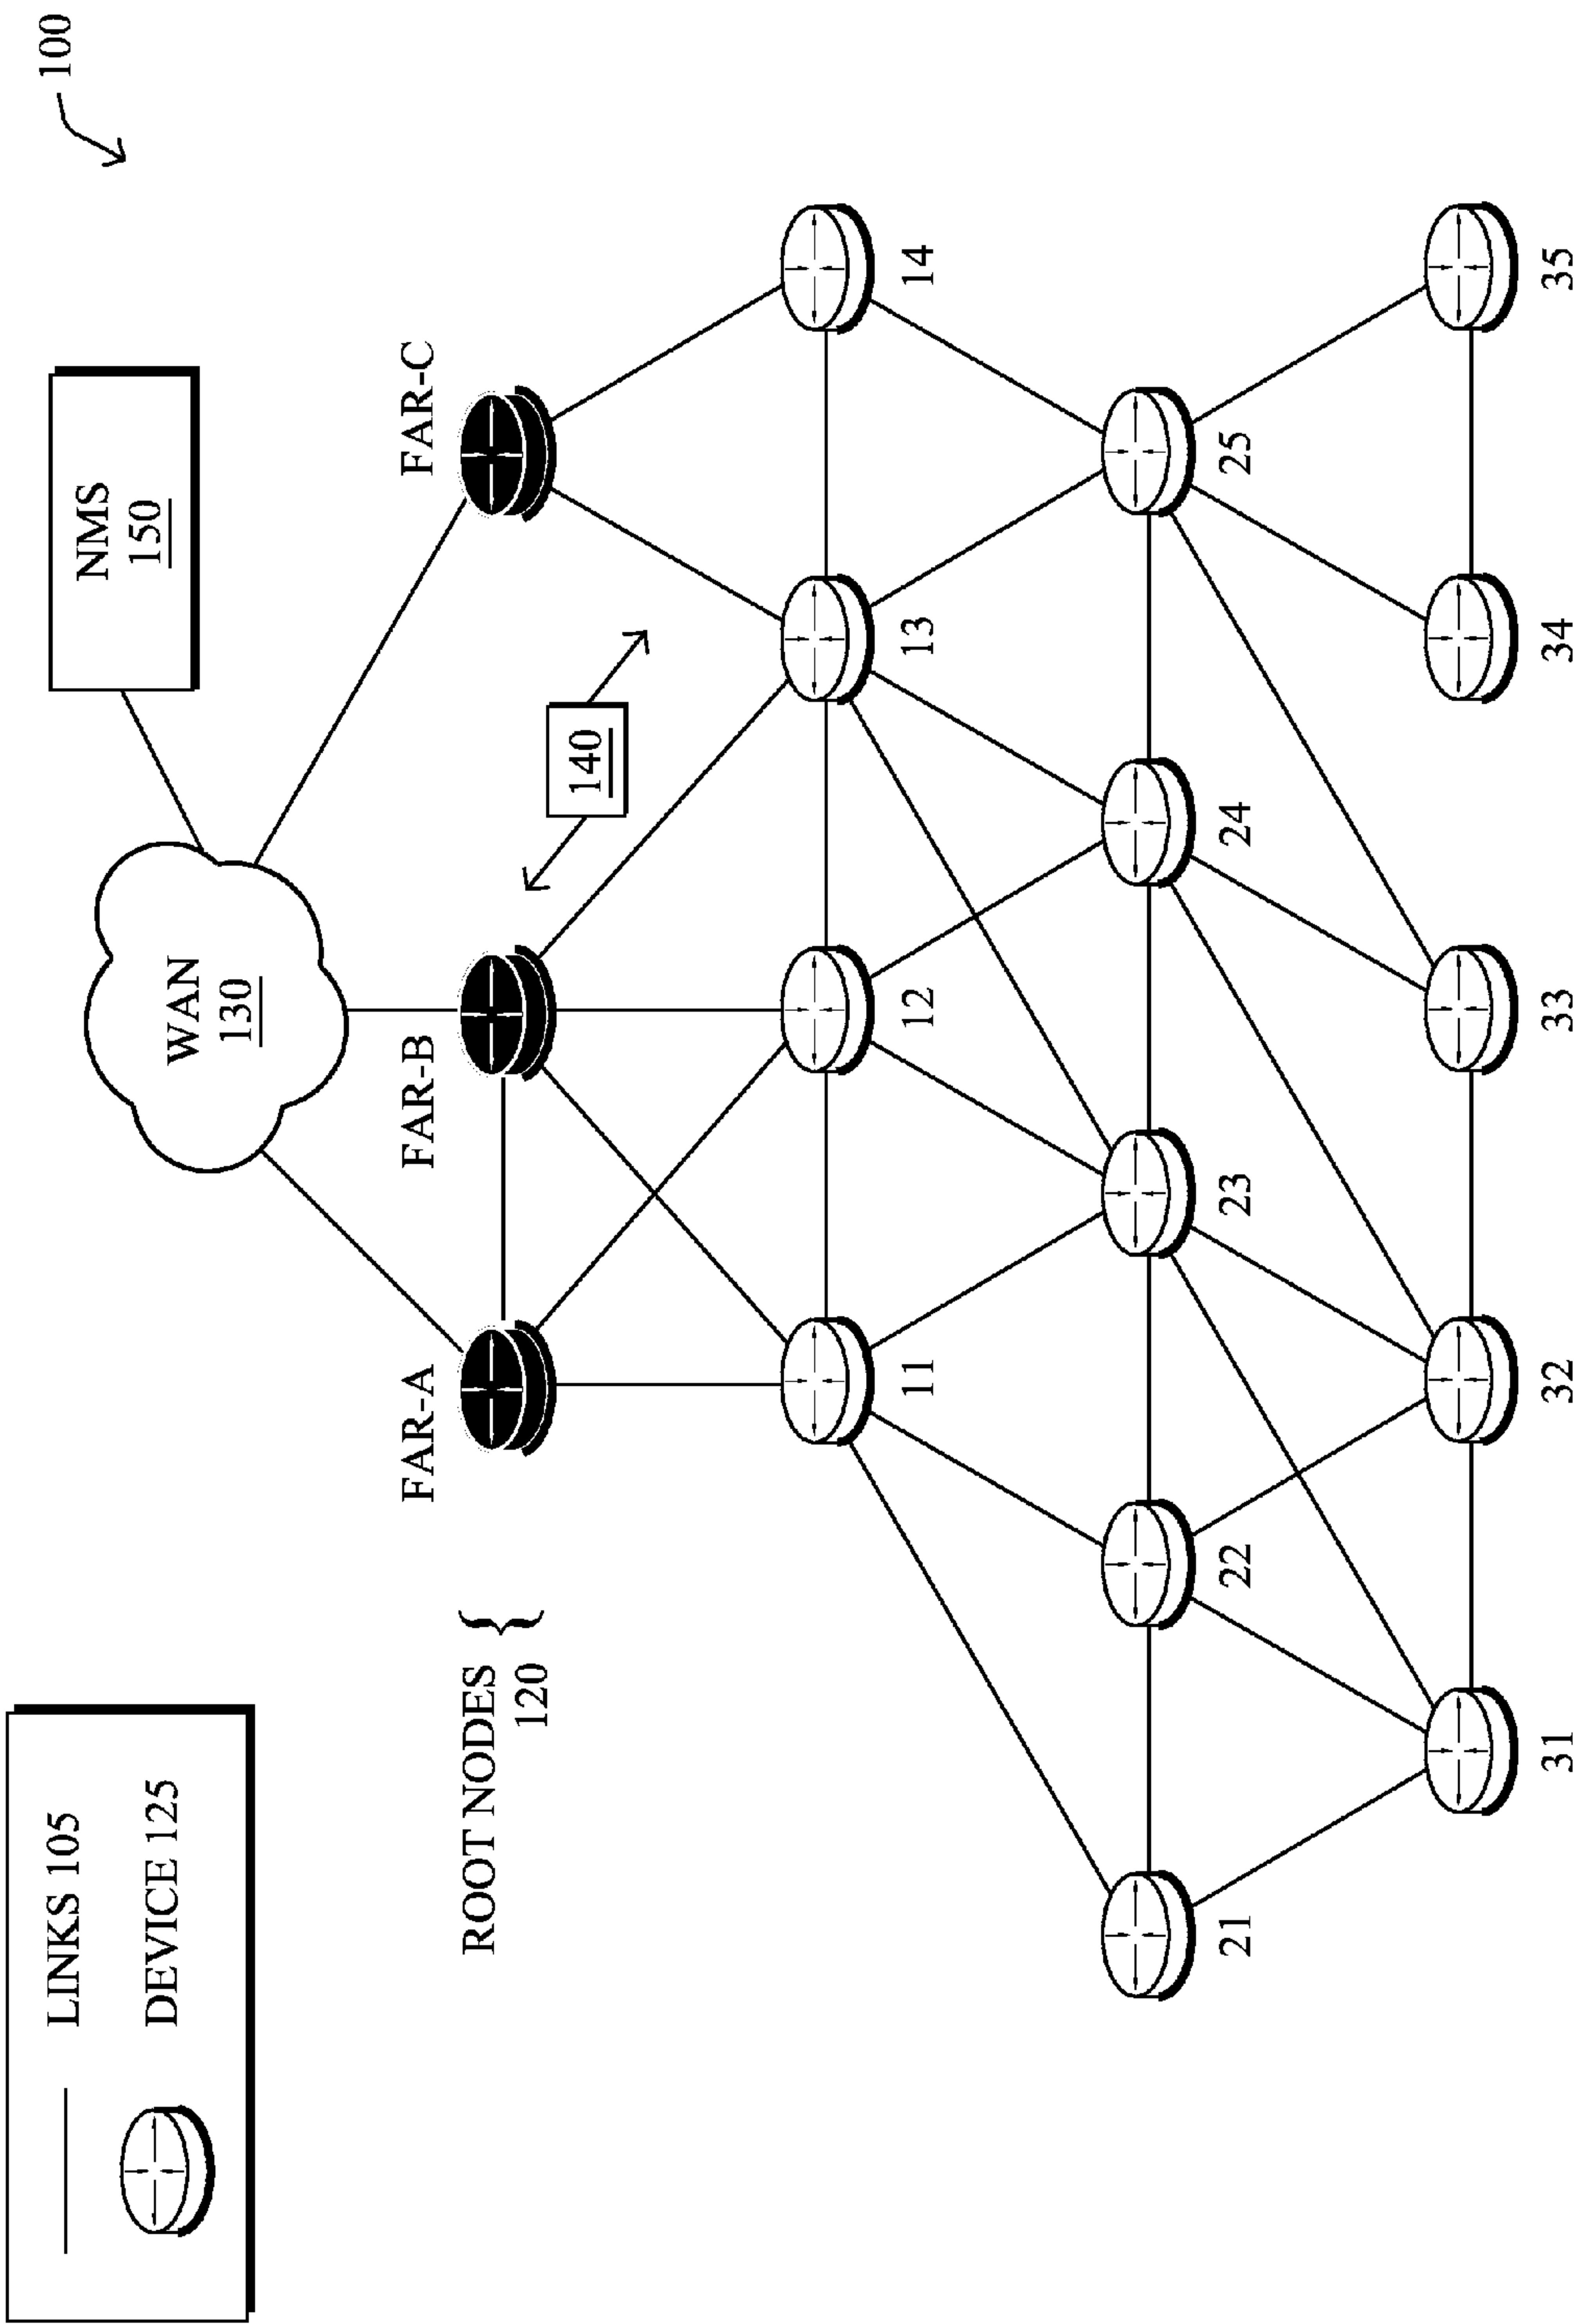 100
LINKS 105
DEVICE 125
NMS
150
WAN
130
FAR-A
FAR-B
FAR-C
ROOT NODES {
120
140
11
12
13
14
21
22
23
24
25
31
32
33
34
35